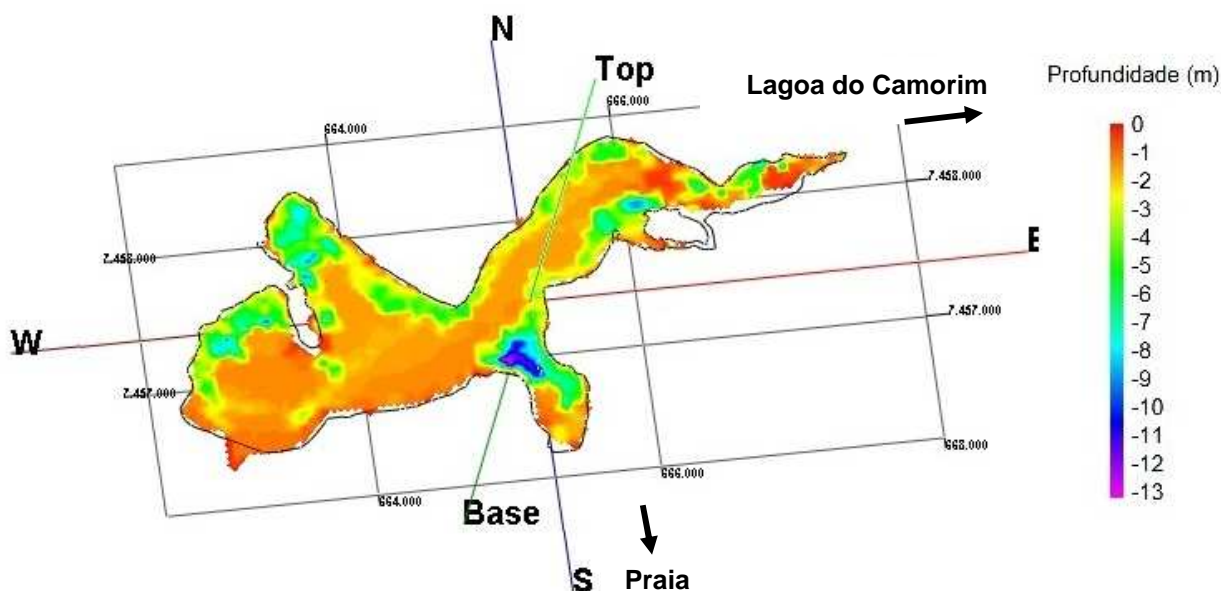 N
Top
Lagoa do Camorim
Profundidade (m)
666.000
664.000
7.458.000
7.458.000
E
7.457.000
W
7.457.000
668.000
666.000
664.000
Base
S
Praia
0
-1
-2
-3
-4
-5
-6
-7
-8
-9
-10
-11
-12
-13